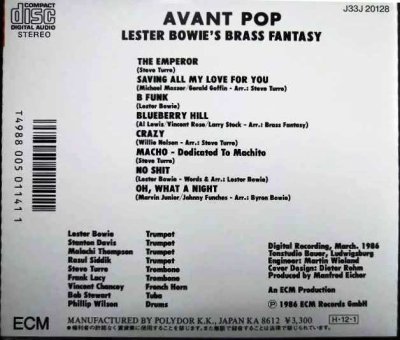 COMPACT
disc
DIGITAL AUDIO
STEREO
AVANT POP
J33J 20128
LESTER BOWIE'S BRASS FANTASY
THE EMPEROR
(Steve Turre)
SAVING ALL MY LOVE FOR YOU
(Michael Masser/Gerald Goffin - Arr.: Steve Turre)
B FUNK
(Lester Bowie)
BLUEBERRY HILL
(Al Lewis/Vincent Rose/Larry Stock - Arr.: Brass Fantasy)
CRAZY
(Willie Nelson - Arr.: Steve Turre)
MACHO - Dedicated To Machito
(Steve Turre)
NO SHIT
(Lester Bowie - Words & Arr.: Lester Bowie)
OH, WHAT A NIGHT
(Marvin Junior/Johnny Funches - Arr.: Byron Bowie)
T4988 005 01141 1
Lester Bowie Trumpet
Stanton Davis Trumpet
Malachi Thompson Trumpet
Rasul Siddik Trumpet
Steve Turre Trombone
Frank Lacy Trombone
Vincent Chancey French Horn
Bob Stewart Tuba
Phillip Wilson Drums
Digital Recording, March, 1986
Tonstudio Bauer, Ludwigsburg
Engineer: Martin Wieland
Cover Design: Dieter Rehm
Produced by Manfred Eicher
An ECM Production
Ⓟ 1986 ECM Records GmbH
ECM
MANUFACTURED BY POLYDOR K.K., JAPAN KA 8612 ¥3,300
H·12·1